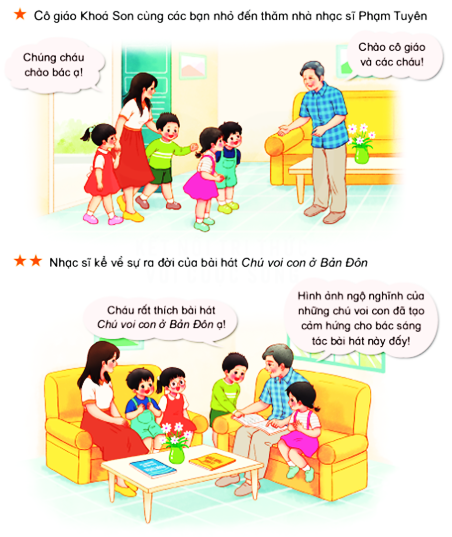 ★ Cô giáo Khoá Son cùng các bạn nhỏ đến thăm nhà nhạc sĩ Phạm Tuyên
Chúng cháu
chào bác ạ!
Chào cô giáo
và các cháu!
★★ Nhạc sĩ kể về sự ra đời của bài hát Chú voi con ở Bản Đôn
Cháu rất thích bài hát
Chú voi con ở Bản Đôn ạ!
Hình ảnh ngộ nghĩnh của
những chú voi con đã tạo
cảm hứng cho bác sáng
tác bài hát này đấy!